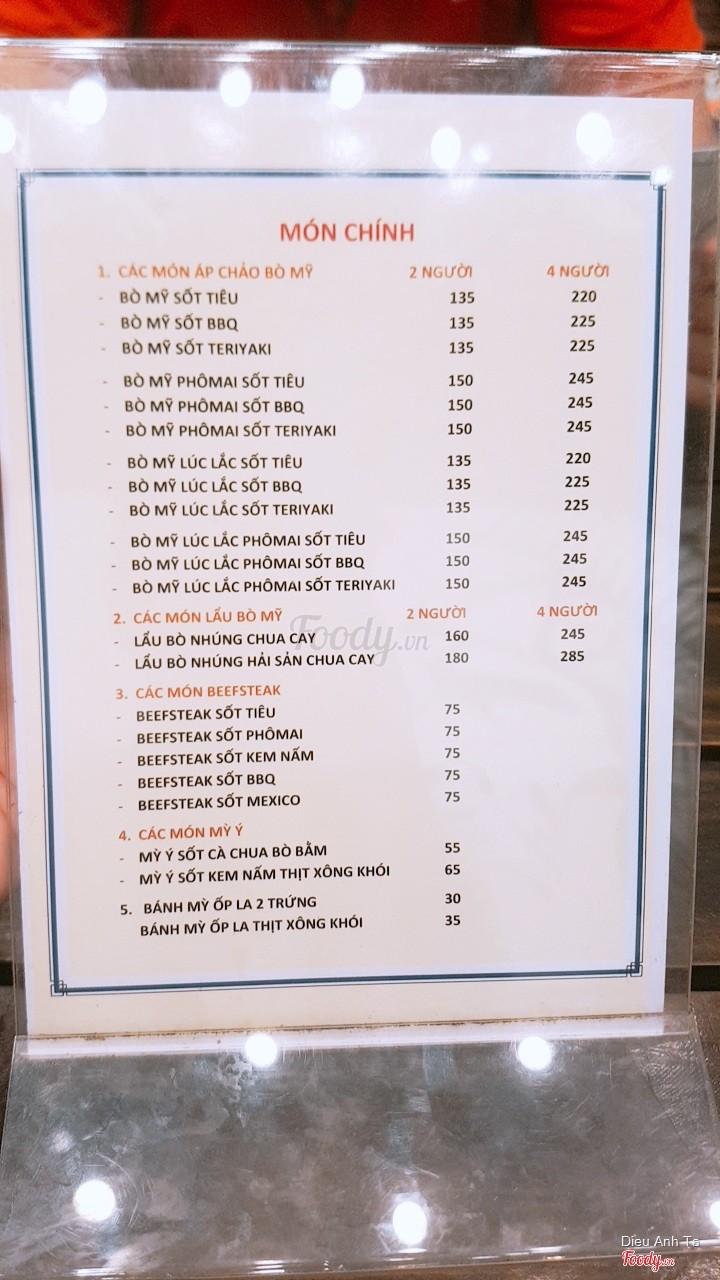 MÓN CHÍNH
1. CÁC MÓN ÁP CHẢO BÒ MỸ 2 NGƯỜI 4 NGƯỜI
- BÒ MỸ SỐT TIÊU 135 220
- BÒ MỸ SỐT BBQ 135 225
- BÒ MỸ SỐT TERIYAKI 135 225
- BÒ MỸ PHÔMAI SỐT TIÊU 150 245
- BÒ MỸ PHÔMAI SỐT BBQ 150 245
- BÒ MỸ PHÔMAI SỐT TERIYAKI 150 245
- BÒ MỸ LÚC LẮC SỐT TIÊU 135 220
- BÒ MỸ LÚC LẮC SỐT BBQ 135 225
- BÒ MỸ LÚC LẮC SỐT TERIYAKI 135 225
- BÒ MỸ LÚC LẮC PHÔMAI SỐT TIÊU 150 245
- BÒ MỸ LÚC LẮC PHÔMAI SỐT BBQ 150 245
- BÒ MỸ LÚC LẮC PHÔMAI SỐT TERIYAKI 150 245
2. CÁC MÓN LẨU BÒ MỸ 2 NGƯỜI 4 NGƯỜI
- LẨU BÒ NHÚNG CHUA CAY 160 245
Foody.vn
- LẨU BÒ NHÚNG HẢI SẢN CHUA CAY 180 285
3. CÁC MÓN BEEFSTEAK
- BEEFSTEAK SỐT TIÊU 75
- BEEFSTEAK SỐT PHÔMAI 75
- BEEFSTEAK SỐT KEM NẤM 75
- BEEFSTEAK SỐT BBQ 75
- BEEFSTEAK SỐT MEXICO 75
4. CÁC MÓN MỲ Ý
- MỲ Ý SỐT CÀ CHUA BÒ BẰM 55
- MỲ Ý SỐT KEM NẤM THỊT XÔNG KHÓI 65
5. BÁNH MỲ ỐP LA 2 TRỨNG 30
BÁNH MỲ ỐP LA THỊT XÔNG KHÓI 35
Dieu Anh Ta
Foody.vn